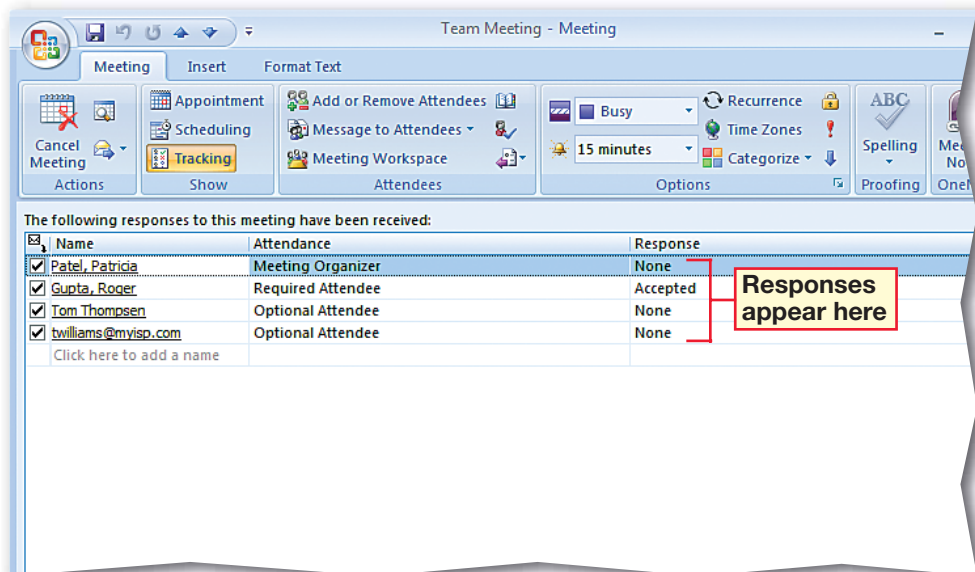 Team Meeting - Meeting
Meeting Insert Format Text
Cancel Meeting
Actions
Appointment
Scheduling
Tracking
Show
Add or Remove Attendees
Message to Attendees
Meeting Workspace
Attendees
Busy
15 minutes
Recurrence
Time Zones
Categorize
Options
ABC
Spelling
Proofing
The following responses to this meeting have been received:
Name Attendance Response
Patel, Patricia Meeting Organizer None
Gupta, Roger Required Attendee Accepted
Tom Thompsen Optional Attendee None
twilliams@myisp.com Optional Attendee None
Click here to add a name
Responses
appear here